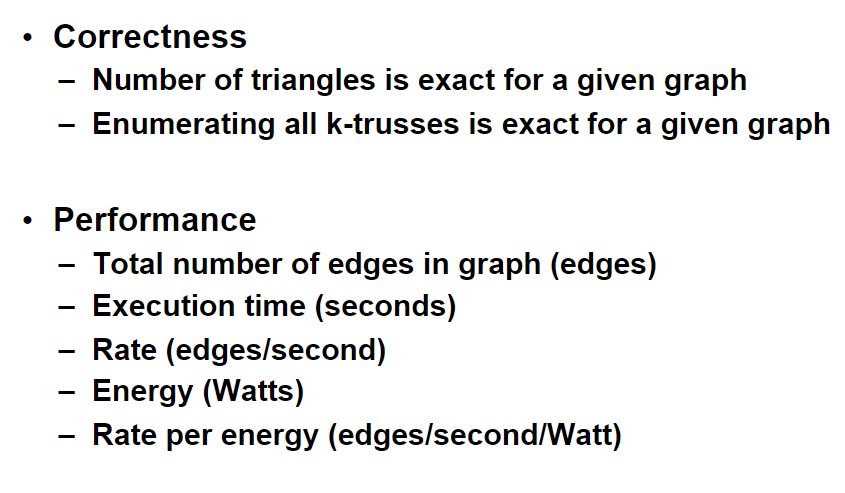 • Correctness
– Number of triangles is exact for a given graph
– Enumerating all k-trusses is exact for a given graph
• Performance
– Total number of edges in graph (edges)
– Execution time (seconds)
– Rate (edges/second)
– Energy (Watts)
– Rate per energy (edges/second/Watt)